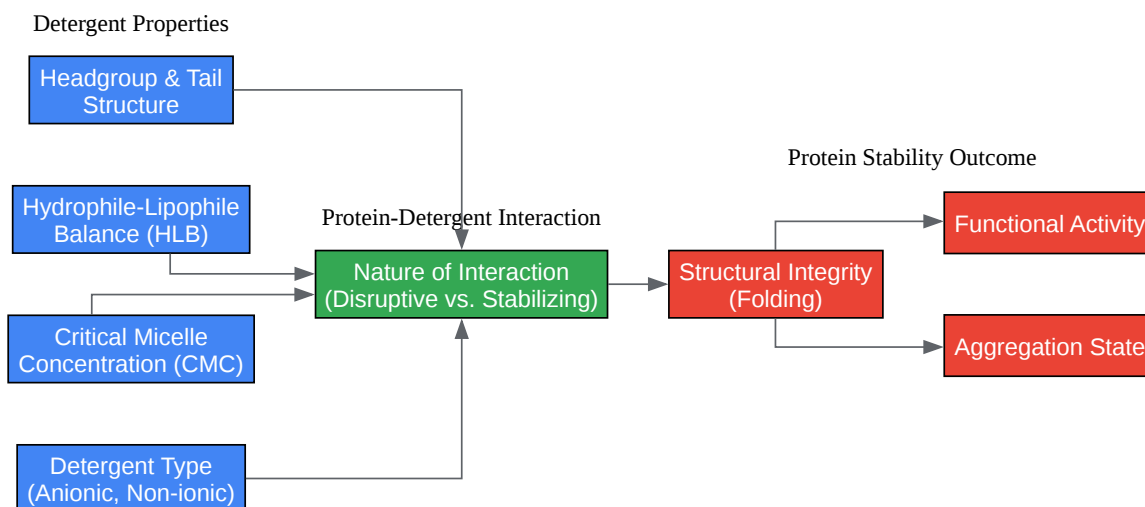 Detergent Properties
Headgroup & Tail
Structure
Hydrophile-Lipophile
Balance (HLB)
Critical Micelle
Concentration (CMC)
Detergent Type
(Anionic, Non-ionic)
Protein-Detergent Interaction
Nature of Interaction
(Disruptive vs. Stabilizing)
Protein Stability Outcome
Structural Integrity
(Folding)
Functional Activity
Aggregation State